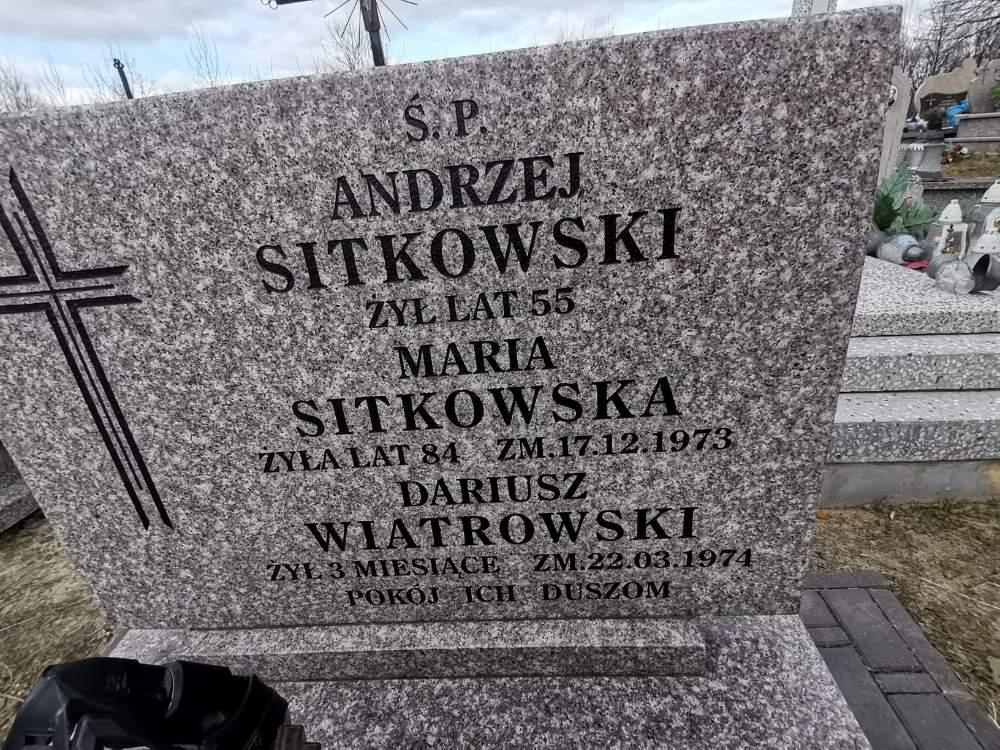 Ś. P.
ANDRZEJ
SITKOWSKI
ŻYŁ LAT 55
MARIA
SITKOWSKA
ŻYŁA LAT 84 ZM.17.12.1973
DARIUSZ
WIATROWSKI
ŻYŁ 3 MIESIĄCE ZM.22.03.1974
POKÓJ ICH DUSZOM